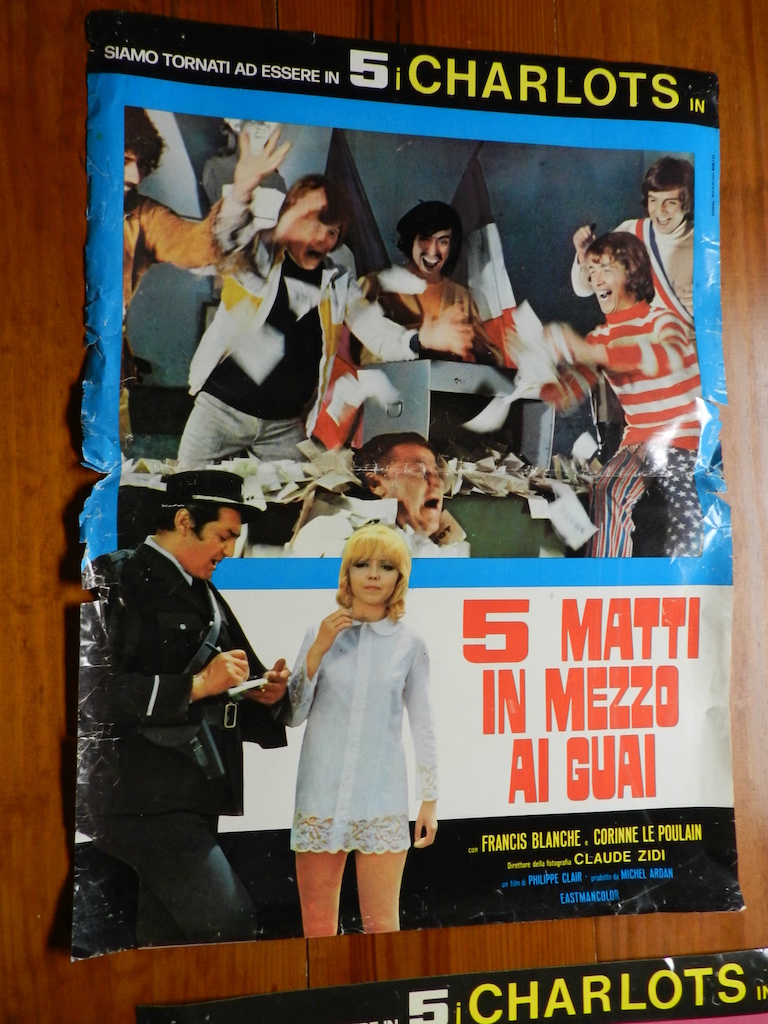 SIAMO TORNATI AD ESSERE IN 5 i CHARLOTS IN
5 MATTI
IN MEZZO
AI GUAI
con FRANCIS BLANCHE e CORINNE LE POULAIN
Direttore della fotografia CLAUDE ZIDI
un film di PHILIPPE CLAIR - prodotto da MICHEL ARDAN
EASTMANCOLOR
IN 5 i CHARLOTS IN